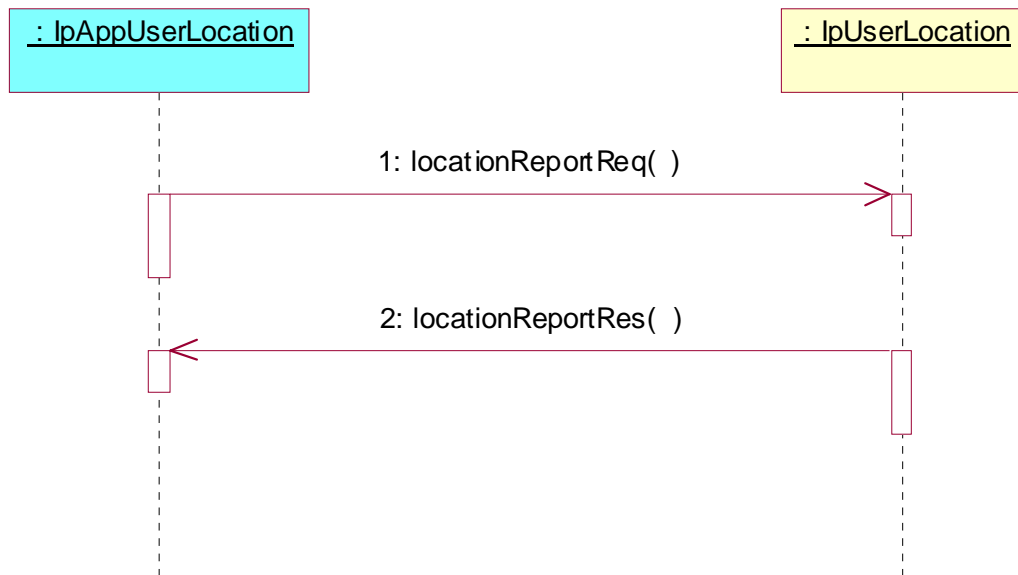 : IpAppUserLocation
: IpUserLocation
1: locationReportReq( )
2: locationReportRes( )